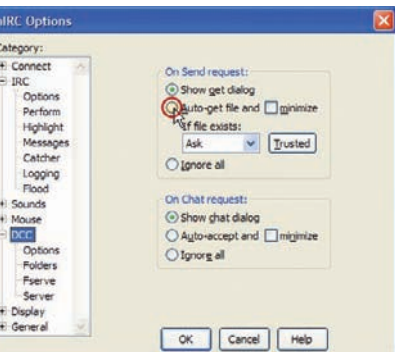 mIRC Options
Category:
Connect
IRC
Options
Perform
Highlight
Messages
Catcher
Logging
Flood
Sounds
Mouse
DCC
Options
Folders
Fserve
Server
Display
General
On Send request:
Show get dialog
Auto-get file and minimize
If file exists:
Ask Trusted
Ignore all
On Chat request:
Show chat dialog
Auto-accept and minimize
Ignore all
OK Cancel Help